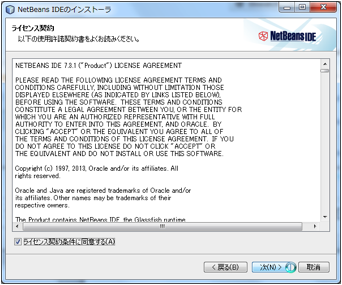 NetBeans IDEのインストーラ
ライセンス契約
以下の使用許諾契約書をよくお読みください。
NetBeans IDE
NETBEANS IDE 7.3.1 ("Product") LICENSE AGREEMENT
PLEASE READ THE FOLLOWING LICENSE AGREEMENT TERMS AND
CONDITIONS CAREFULLY, INCLUDING WITHOUT LIMITATION THOSE
DISPLAYED ELSEWHERE (AS INDICATED BY LINKS LISTED BELOW),
BEFORE USING THE SOFTWARE. THESE TERMS AND CONDITIONS
CONSTITUTE A LEGAL AGREEMENT BETWEEN YOU, OR THE ENTITY FOR
WHICH YOU ARE AN AUTHORIZED REPRESENTATIVE WITH FULL
AUTHORITY TO ENTER INTO THIS AGREEMENT, AND ORACLE. BY
CLICKING "ACCEPT" OR THE EQUIVALENT YOU AGREE TO ALL OF
THE TERMS AND CONDITIONS OF THIS LICENSE AGREEMENT. IF YOU
DO NOT AGREE TO THIS LICENSE DO NOT CLICK "ACCEPT" OR
THE EQUIVALENT AND DO NOT INSTALL OR USE THIS SOFTWARE.
Copyright (c) 1997, 2013, Oracle and/or its affiliates. All
rights reserved.
Oracle and Java are registered trademarks of Oracle and/or
its affiliates. Other names may be trademarks of their
respective owners.
The Product contains NetBeans IDE, the Glassfish runtime
ライセンス契約条件に同意する(A)
< 戻る(B)
次(N) >
取消